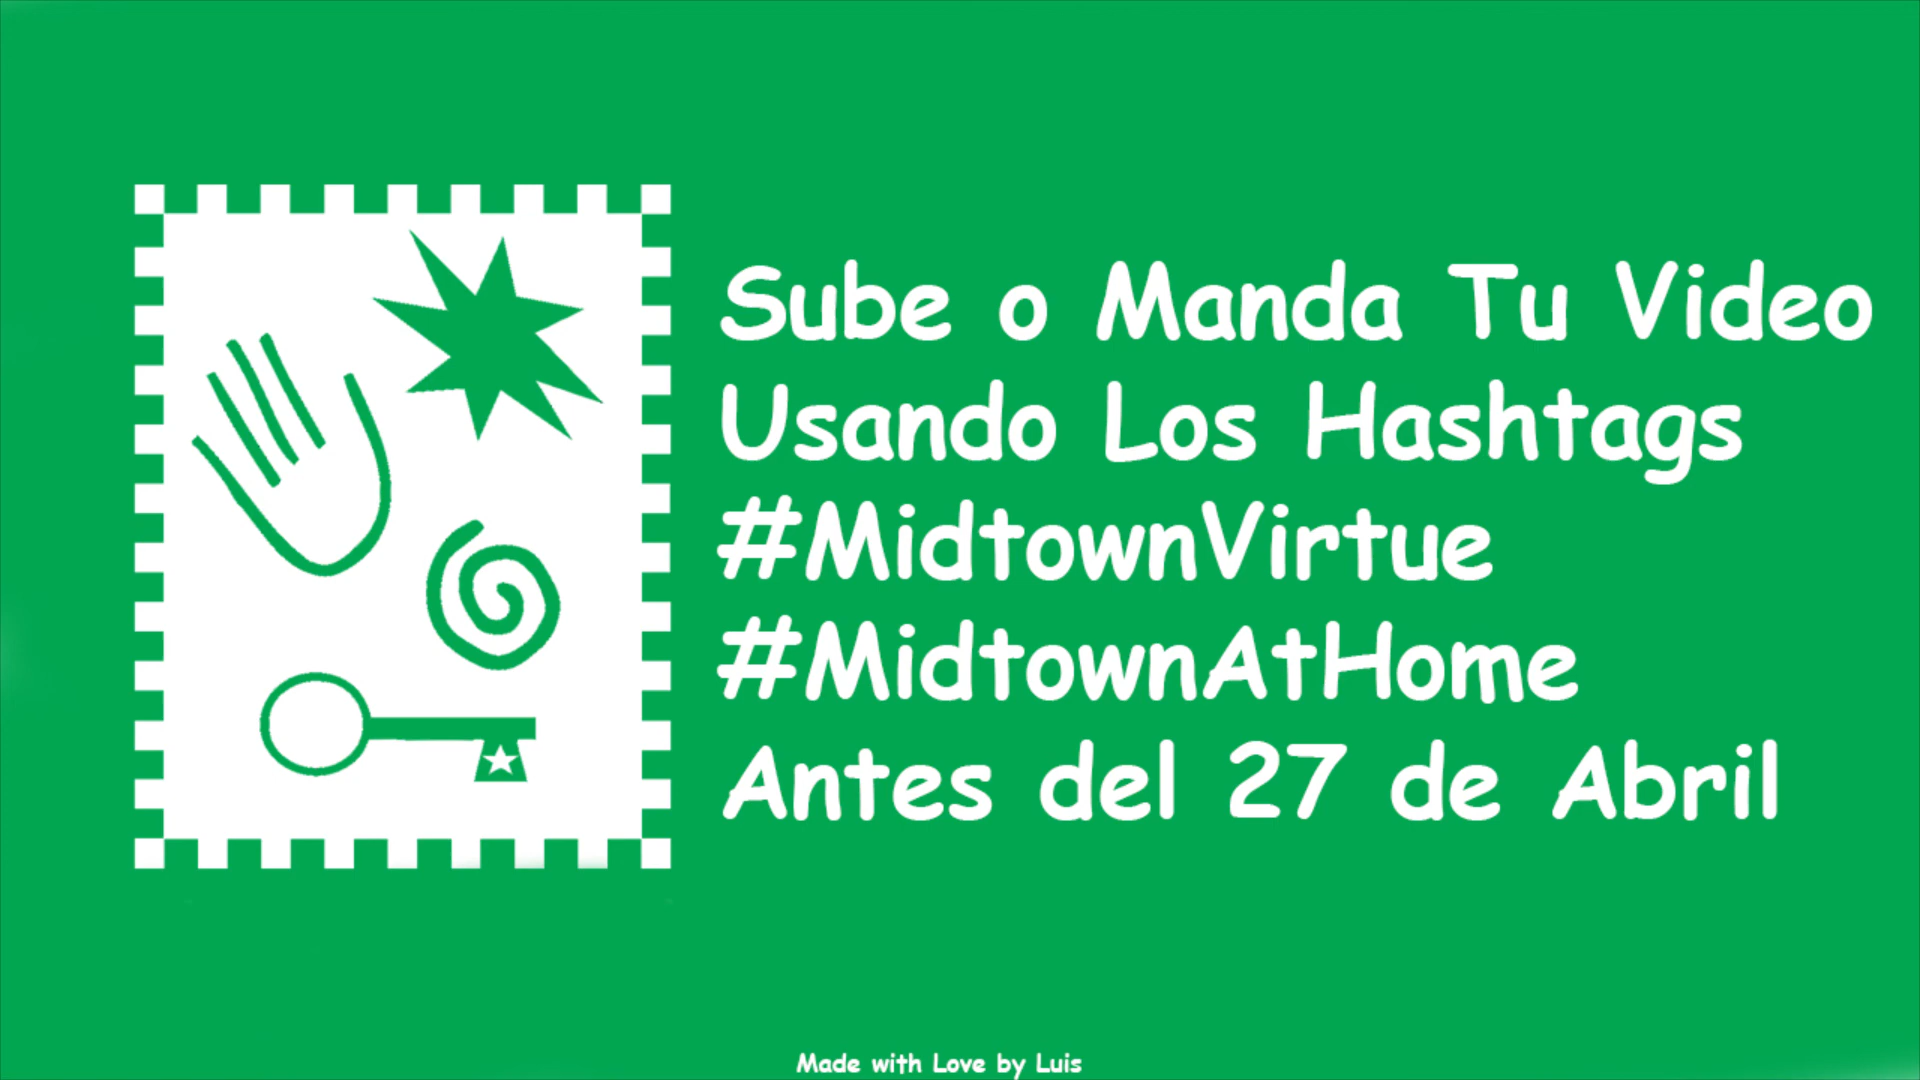 Sube o Manda Tu Video
Usando Los Hashtags
#MidtownVirtue
#MidtownAtHome
Antes del 27 de Abril
Made with Love by Luis